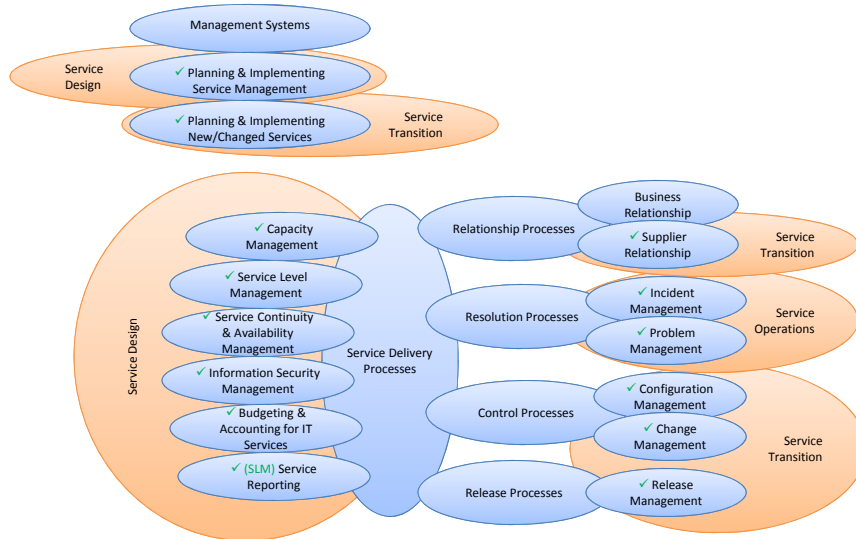 Management Systems
Service
Design
✓ Planning & Implementing
Service Management
✓ Planning & Implementing
New/Changed Services
Service
Transition
Service Design
✓ Capacity
Management
✓ Service Level
Management
✓ Service Continuity
& Availability
Management
✓ Information Security
Management
✓ Budgeting &
Accounting for IT
Services
✓ (SLM) Service
Reporting
Service Delivery
Processes
Relationship Processes
Business
Relationship
✓ Supplier
Relationship
Service
Transition
Resolution Processes
✓ Incident
Management
✓ Problem
Management
Service
Operations
Control Processes
✓ Configuration
Management
✓ Change
Management
Service
Transition
Release Processes
✓ Release
Management